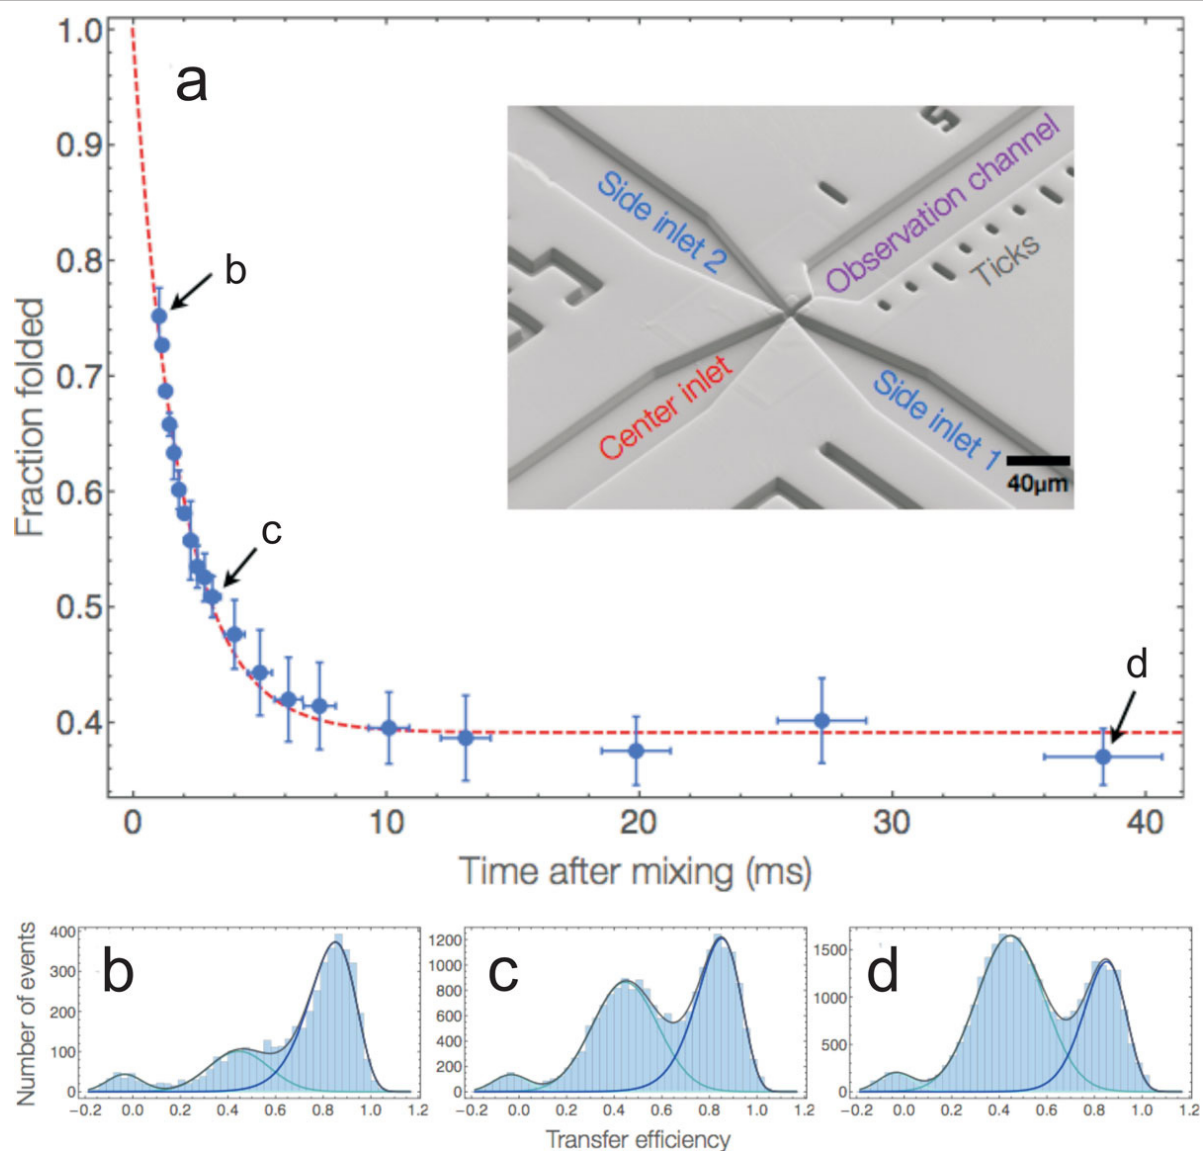 a
1.0
0.9
0.8
0.7
0.6
0.5
0.4
Fraction folded
b
c
d
Side inlet 2
Observation channel
Ticks
Center inlet
Side inlet 1
40μm
5
0 10 20 30 40
Time after mixing (ms)
Number of events
b
400
300
200
100
0
−0.2 0.0 0.2 0.4 0.6 0.8 1.0 1.2
c
1200
1000
800
600
400
200
0
−0.2 0.0 0.2 0.4 0.6 0.8 1.0 1.2
d
1500
1000
500
0
−0.2 0.0 0.2 0.4 0.6 0.8 1.0 1.2
Transfer efficiency